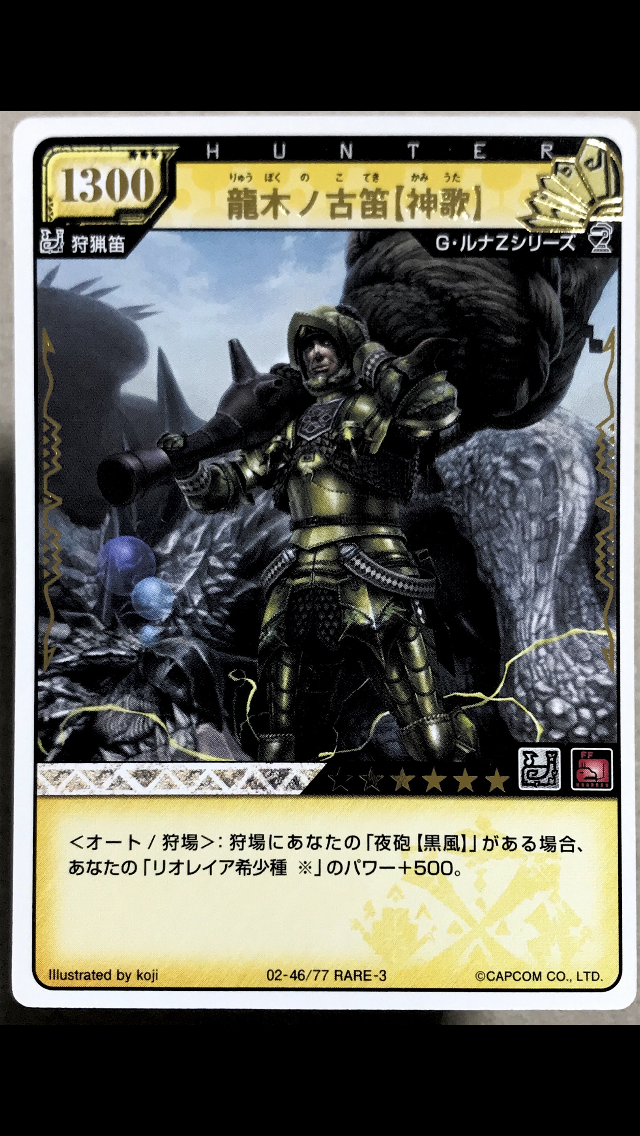 HUNTER
1300
りゅう ぼく の こ てき かみ うた
龍木ノ古笛【神歌】
狩猟笛
G・ルナZシリーズ
FF
＜オート / 狩場＞：狩場にあなたの「夜砲【黒風】」がある場合、
あなたの「リオレイア希少種 ※」のパワー＋500。
Illustrated by koji
02-46/77 RARE-3
©CAPCOM CO., LTD.